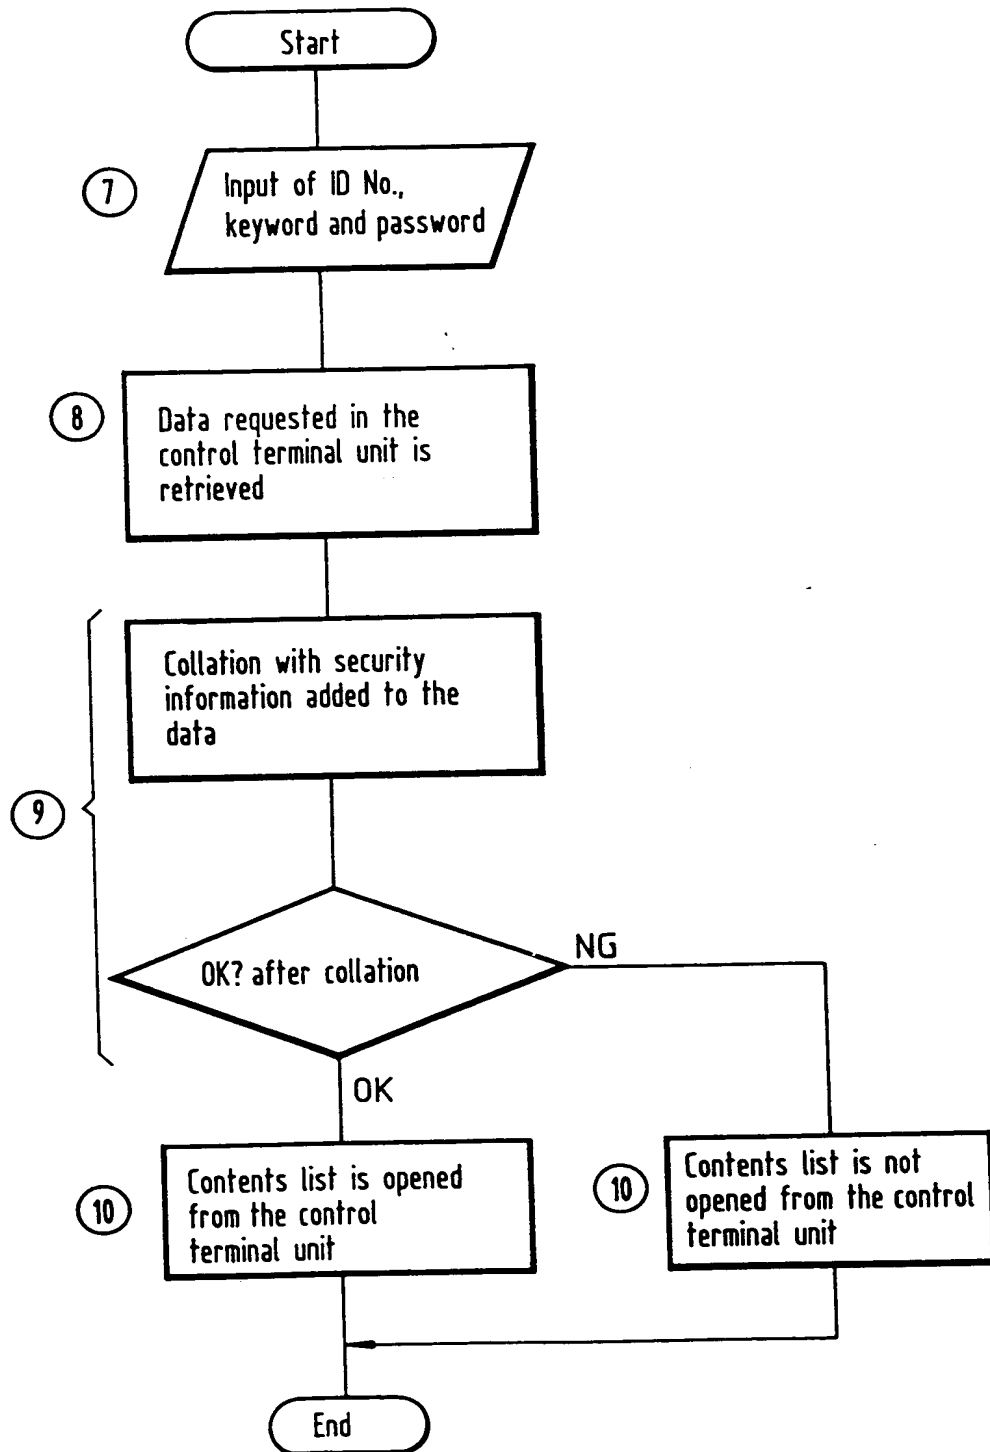 Start
7
Input of ID No.,
keyword and password
8
Data requested in the
control terminal unit is
retrieved
Collation with security
information added to the
data
9
OK? after collation
NG
OK
10
Contents list is opened
from the control
terminal unit
10
Contents list is not
opened from the control
terminal unit
End